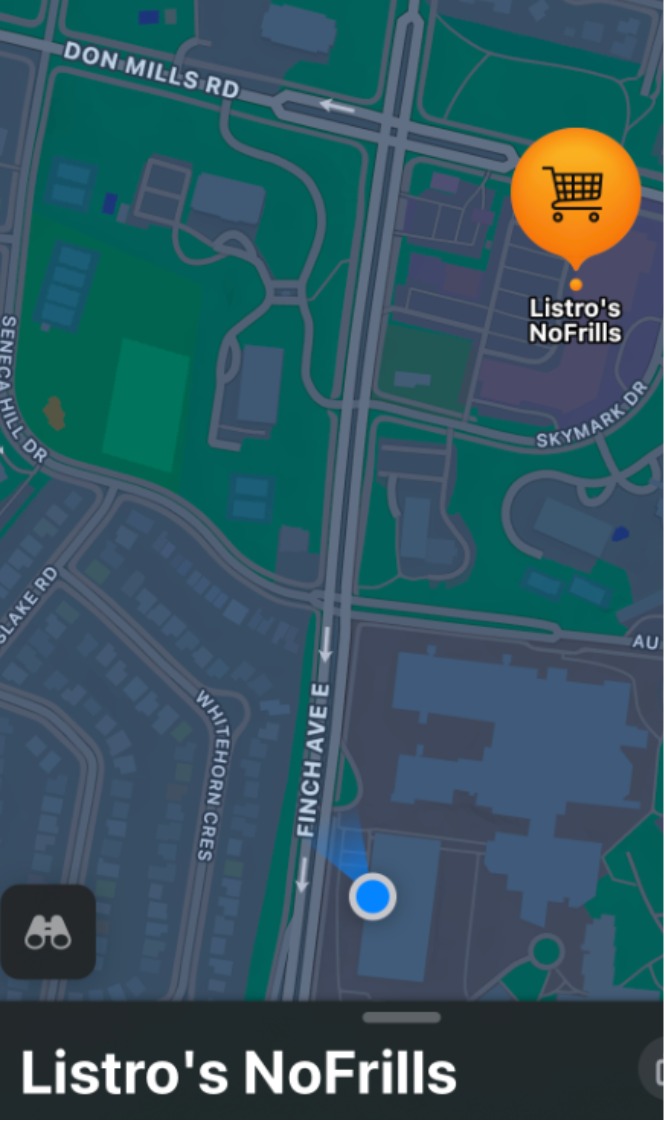 DON MILLS RD
Listro's
NoFrills
SENECA HILL DR
SKYMARK DR
SLAKE RD
AU
WHITEHORN CRES
FINCH AVE E
Listro's NoFrills